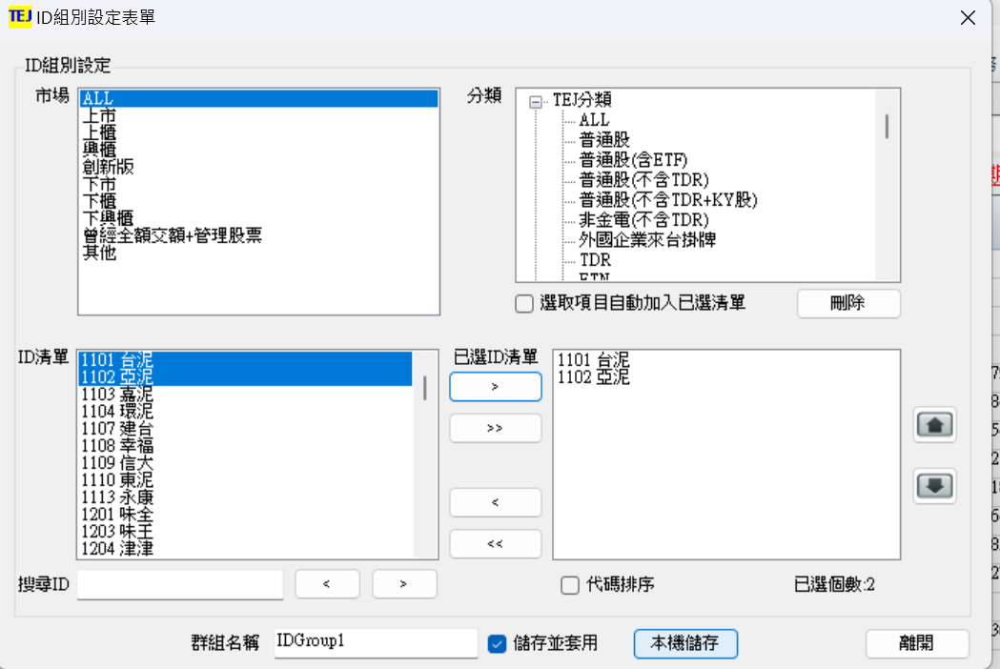 TEJ ID組別設定表單
ID組別設定
市場
ALL
上市
上櫃
興櫃
創新版
下市
下櫃
下興櫃
曾經全額交額+管理股票
其他
分類
TEJ分類
ALL
普通股
普通股(含ETF)
普通股(不含TDR)
普通股(不含TDR+KY股)
非金電(不含TDR)
外國企業來台掛牌
TDR
ETN
選取項目自動加入已選清單
刪除
ID清單
1101 台泥
1102 亞泥
1103 嘉泥
1104 環泥
1107 建台
1108 幸福
1109 信大
1110 東泥
1113 永康
1201 味全
1203 味王
1204 津津
已選ID清單
>
>>
<
<<
1101 台泥
1102 亞泥
搜尋ID
<
>
代碼排序
已選個數:2
群組名稱
IDGroup1
儲存並套用
本機儲存
離開